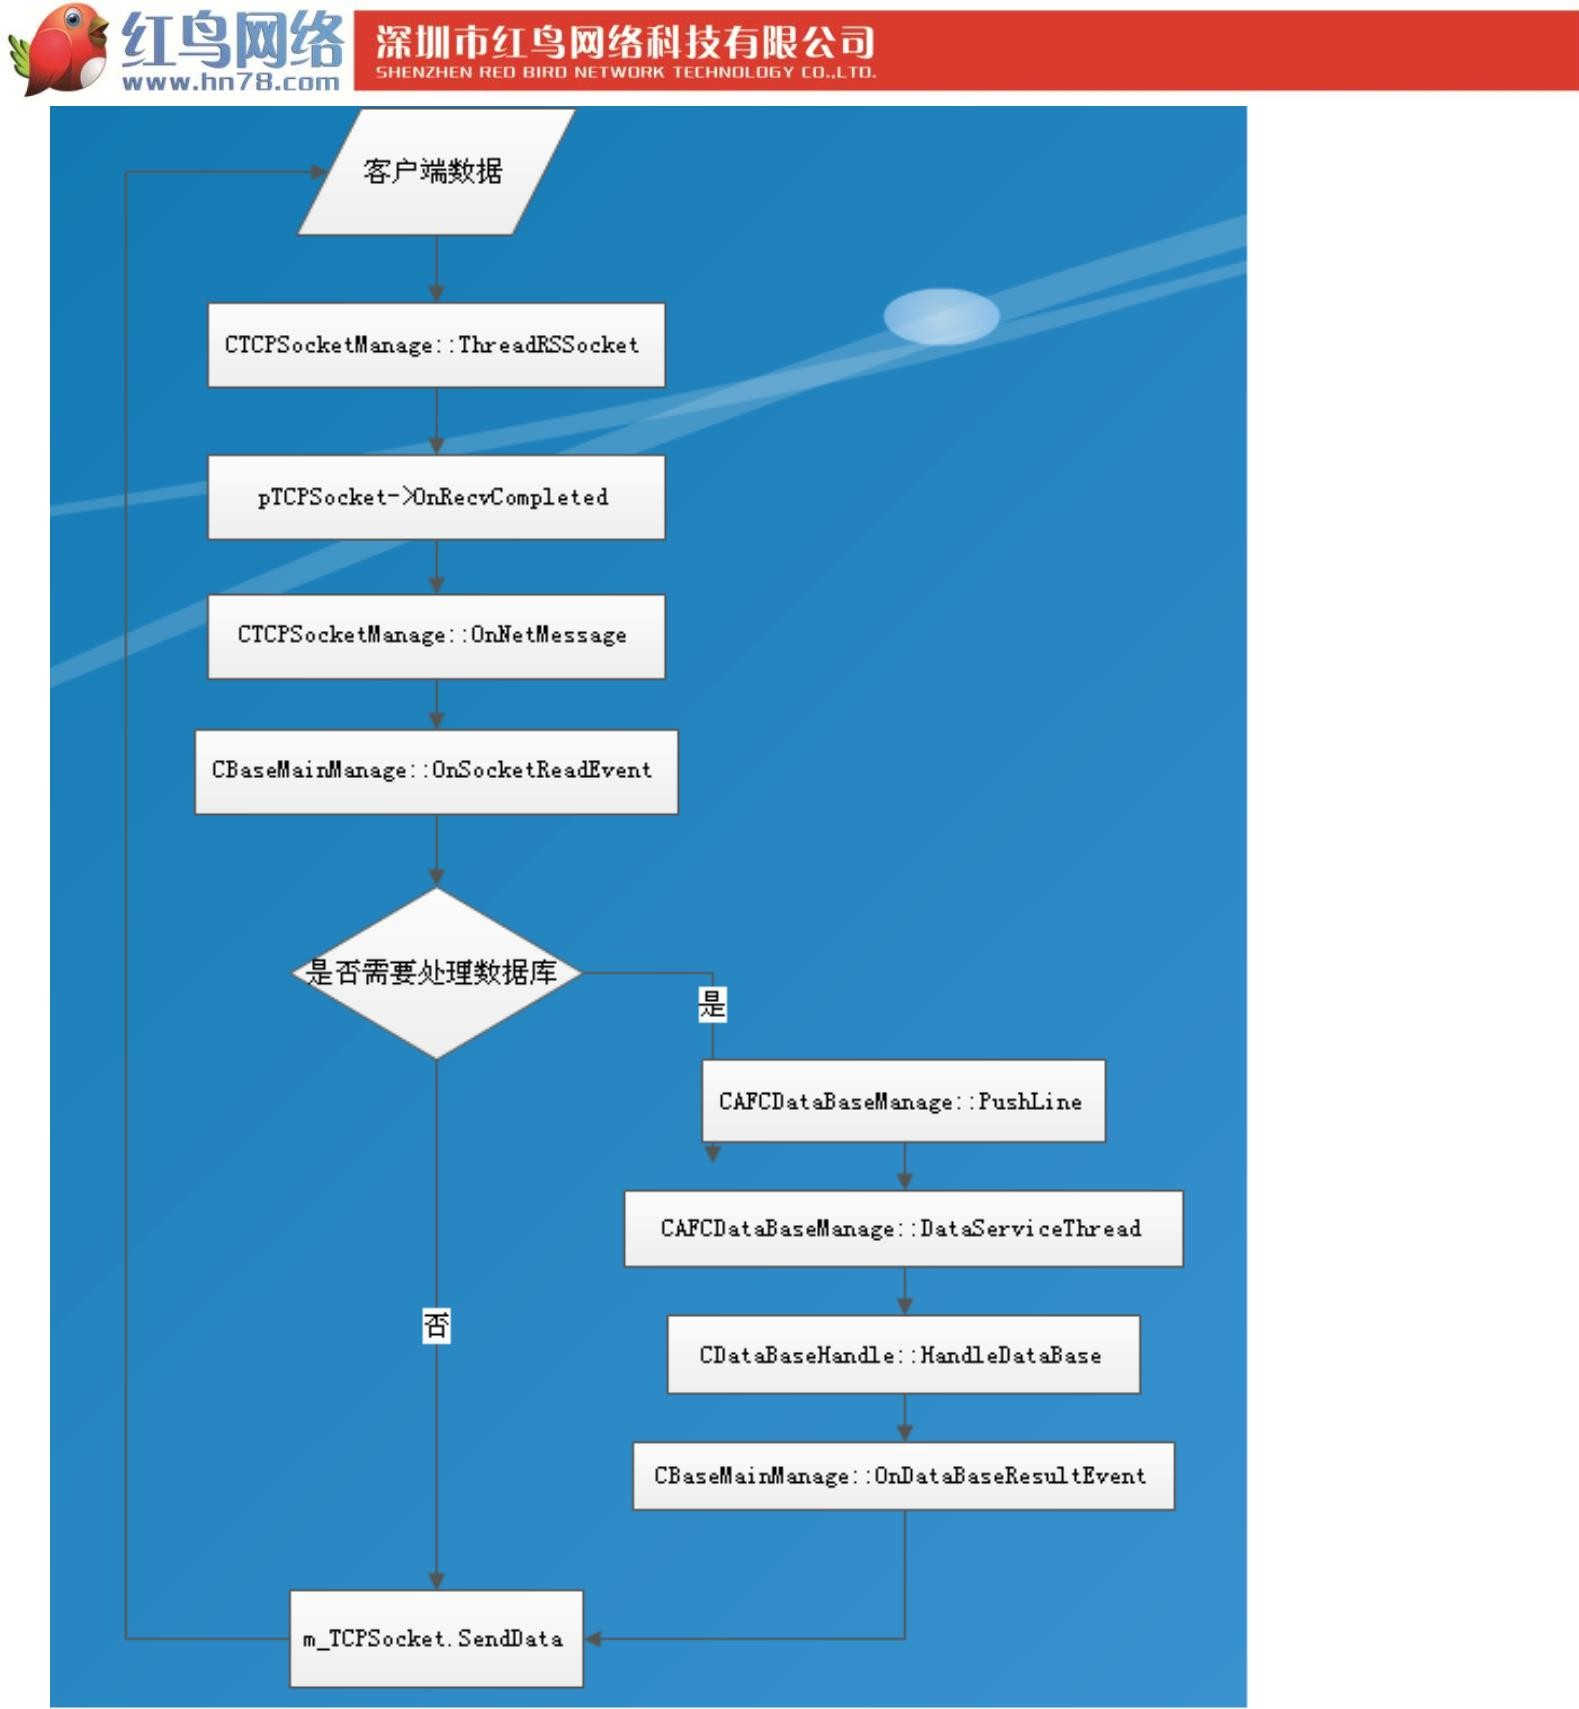 红鸟网络
www.hn78.com
深圳市红鸟网络科技有限公司
SHENZHEN RED BIRD NETWORK TECHNOLOGY CO.,LTD.
客户端数据
CTCPSocketManage::ThreadRSSocket
pTCPSocket->OnRecvCompleted
CTCPSocketManage::OnNetMessage
CBaseMainManage::OnSocketReadEvent
是否需要处理数据库
是
CAFCDataBaseManage::PushLine
CAFCDataBaseManage::DataServiceThread
否
CDataBaseHandle::HandleDataBase
CBaseMainManage::OnDataBaseResultEvent
m_TCPSocket.SendData